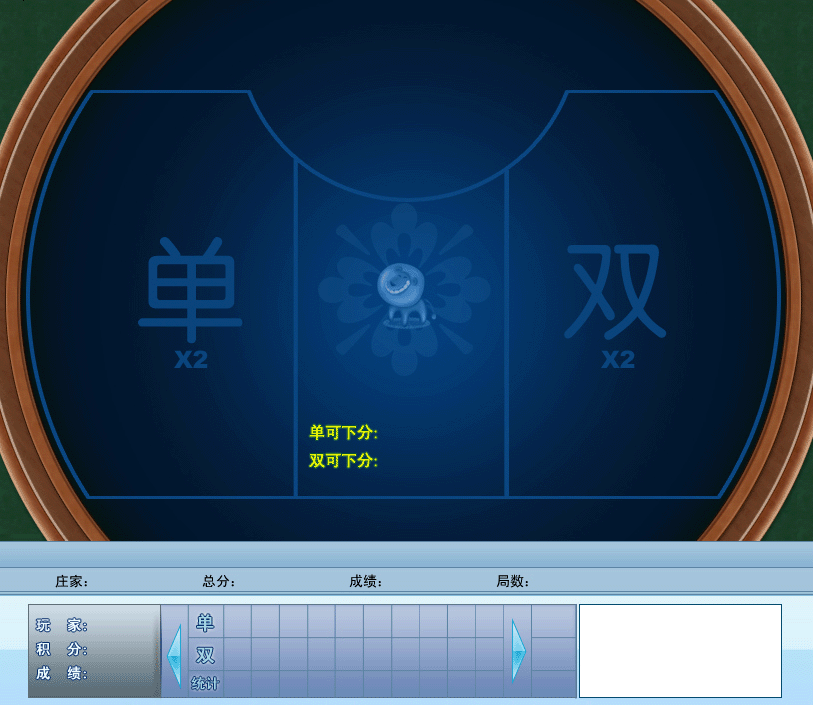 单 双
X2 X2
单可下分:
双可下分:
庄家: 总分: 成绩: 局数:
玩 家:
积 分:
成 绩:
单
双
统计